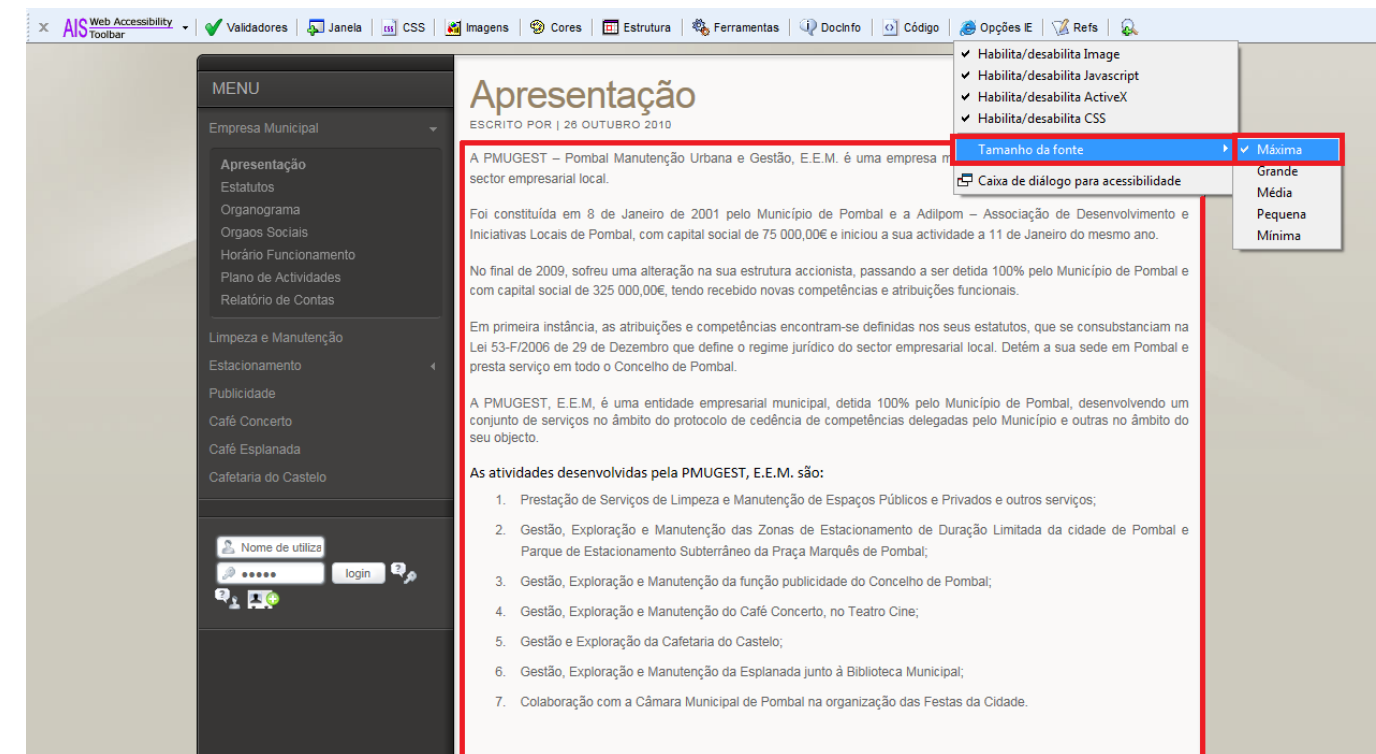 x AIS Web Accessibility Toolbar Validadores Janela CSS Imagens Cores Estrutura Ferramentas DocInfo Código Opções IE Refs
Habilita/desabilita Image
Habilita/desabilita Javascript
Habilita/desabilita ActiveX
Habilita/desabilita CSS
Tamanho da fonte
Caixa de diálogo para acessibilidade
Máxima
Grande
Média
Pequena
Mínima
MENU
Empresa Municipal
Apresentação
Estatutos
Organograma
Orgaos Sociais
Horário Funcionamento
Plano de Actividades
Relatório de Contas
Limpeza e Manutenção
Estacionamento
Publicidade
Café Concerto
Café Esplanada
Cafetaria do Castelo
Nome de utiliza
login
Apresentação
ESCRITO POR | 26 OUTUBRO 2010
A PMUGEST – Pombal Manutenção Urbana e Gestão, E.E.M. é uma empresa m
sector empresarial local.
Foi constituída em 8 de Janeiro de 2001 pelo Município de Pombal e a Adilpom – Associação de Desenvolvimento e
Iniciativas Locais de Pombal, com capital social de 75 000,00€ e iniciou a sua actividade a 11 de Janeiro do mesmo ano.
No final de 2009, sofreu uma alteração na sua estrutura accionista, passando a ser detida 100% pelo Município de Pombal e
com capital social de 325 000,00€, tendo recebido novas competências e atribuições funcionais.
Em primeira instância, as atribuições e competências encontram-se definidas nos seus estatutos, que se consubstanciam na
Lei 53-F/2006 de 29 de Dezembro que define o regime jurídico do sector empresarial local. Detém a sua sede em Pombal e
presta serviço em todo o Concelho de Pombal.
A PMUGEST, E.E.M, é uma entidade empresarial municipal, detida 100% pelo Município de Pombal, desenvolvendo um
conjunto de serviços no âmbito do protocolo de cedência de competências delegadas pelo Município e outras no âmbito do
seu objecto.
As atividades desenvolvidas pela PMUGEST, E.E.M. são:
1. Prestação de Serviços de Limpeza e Manutenção de Espaços Públicos e Privados e outros serviços;
2. Gestão, Exploração e Manutenção das Zonas de Estacionamento de Duração Limitada da cidade de Pombal e
Parque de Estacionamento Subterrâneo da Praça Marquês de Pombal;
3. Gestão, Exploração e Manutenção da função publicidade do Concelho de Pombal;
4. Gestão, Exploração e Manutenção do Café Concerto, no Teatro Cine;
5. Gestão e Exploração da Cafetaria do Castelo;
6. Gestão, Exploração e Manutenção da Esplanada junto à Biblioteca Municipal;
7. Colaboração com a Câmara Municipal de Pombal na organização das Festas da Cidade.